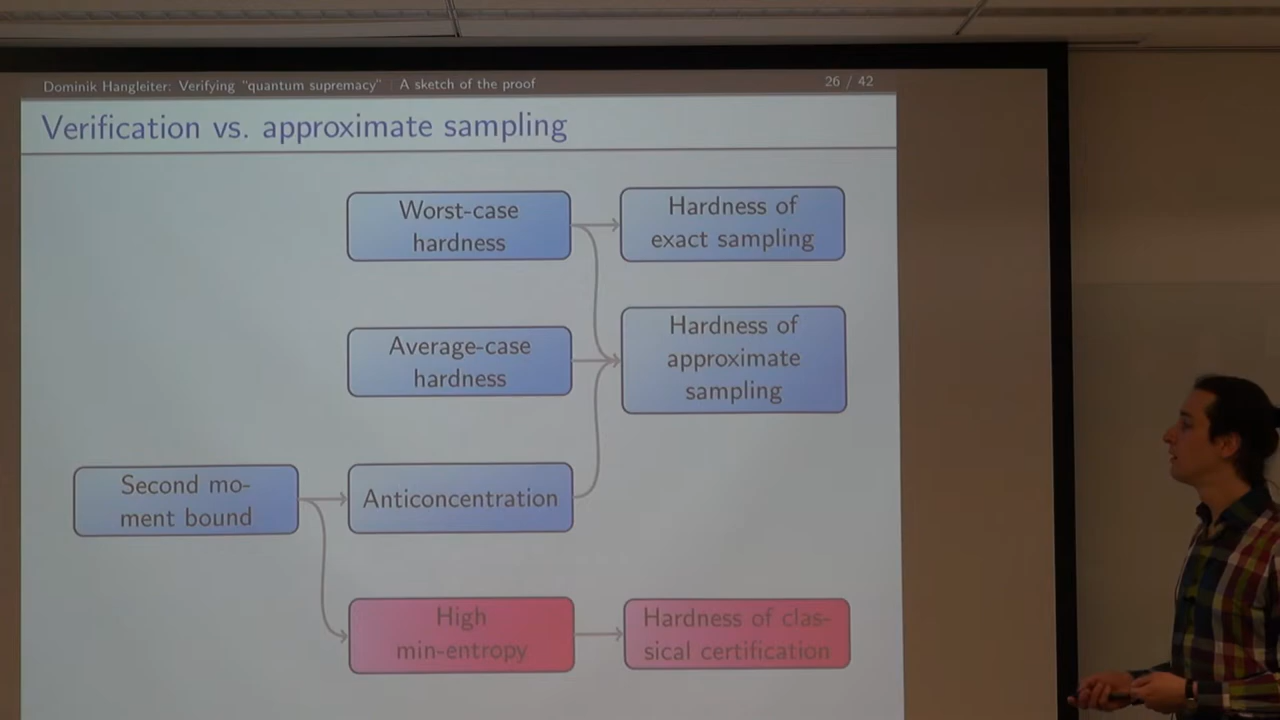 Dominik Hangleiter: Verifying "quantum supremacy" | A sketch of the proof 26 / 42
Verification vs. approximate sampling
Worst-case
hardness
Hardness of
exact sampling
Average-case
hardness
Hardness of
approximate
sampling
Second mo-
ment bound
Anticoncentration
High
min-entropy
Hardness of clas-
sical certification